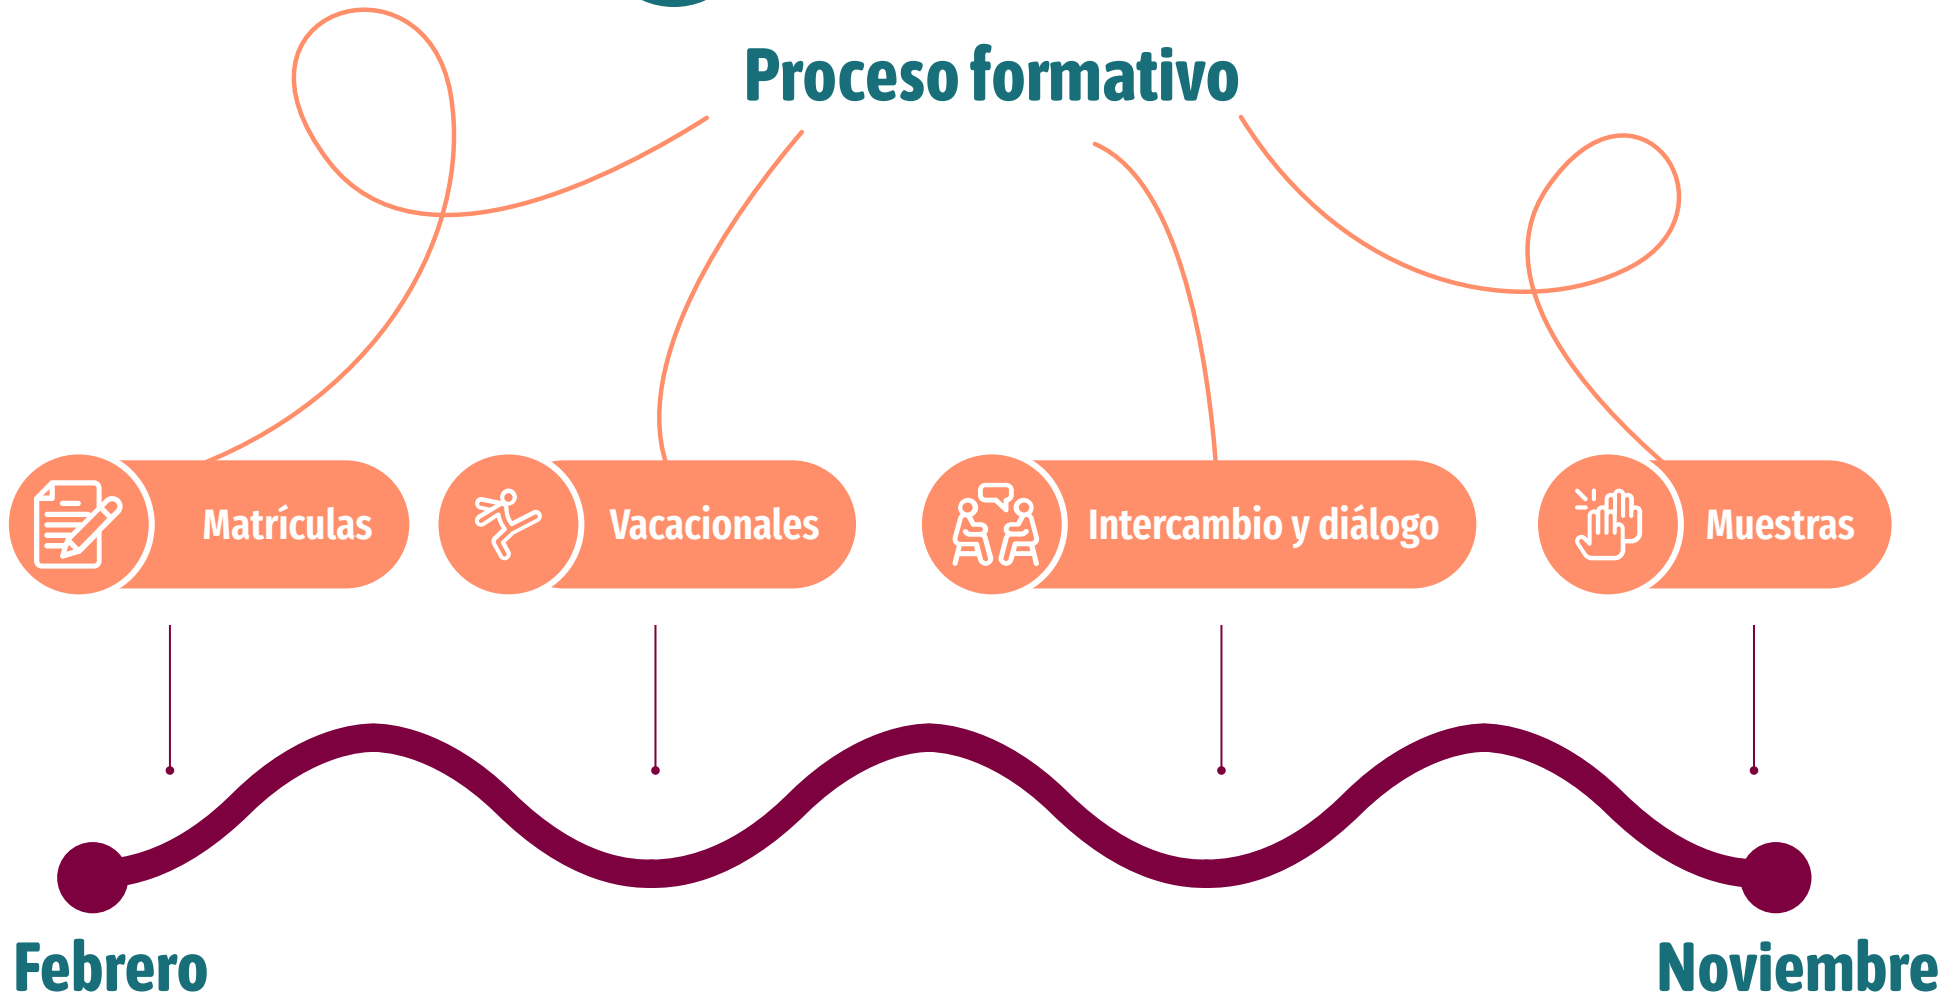 Proceso formativo
Matrículas
Vacacionales
Intercambio y diálogo
Muestras
Febrero
Noviembre